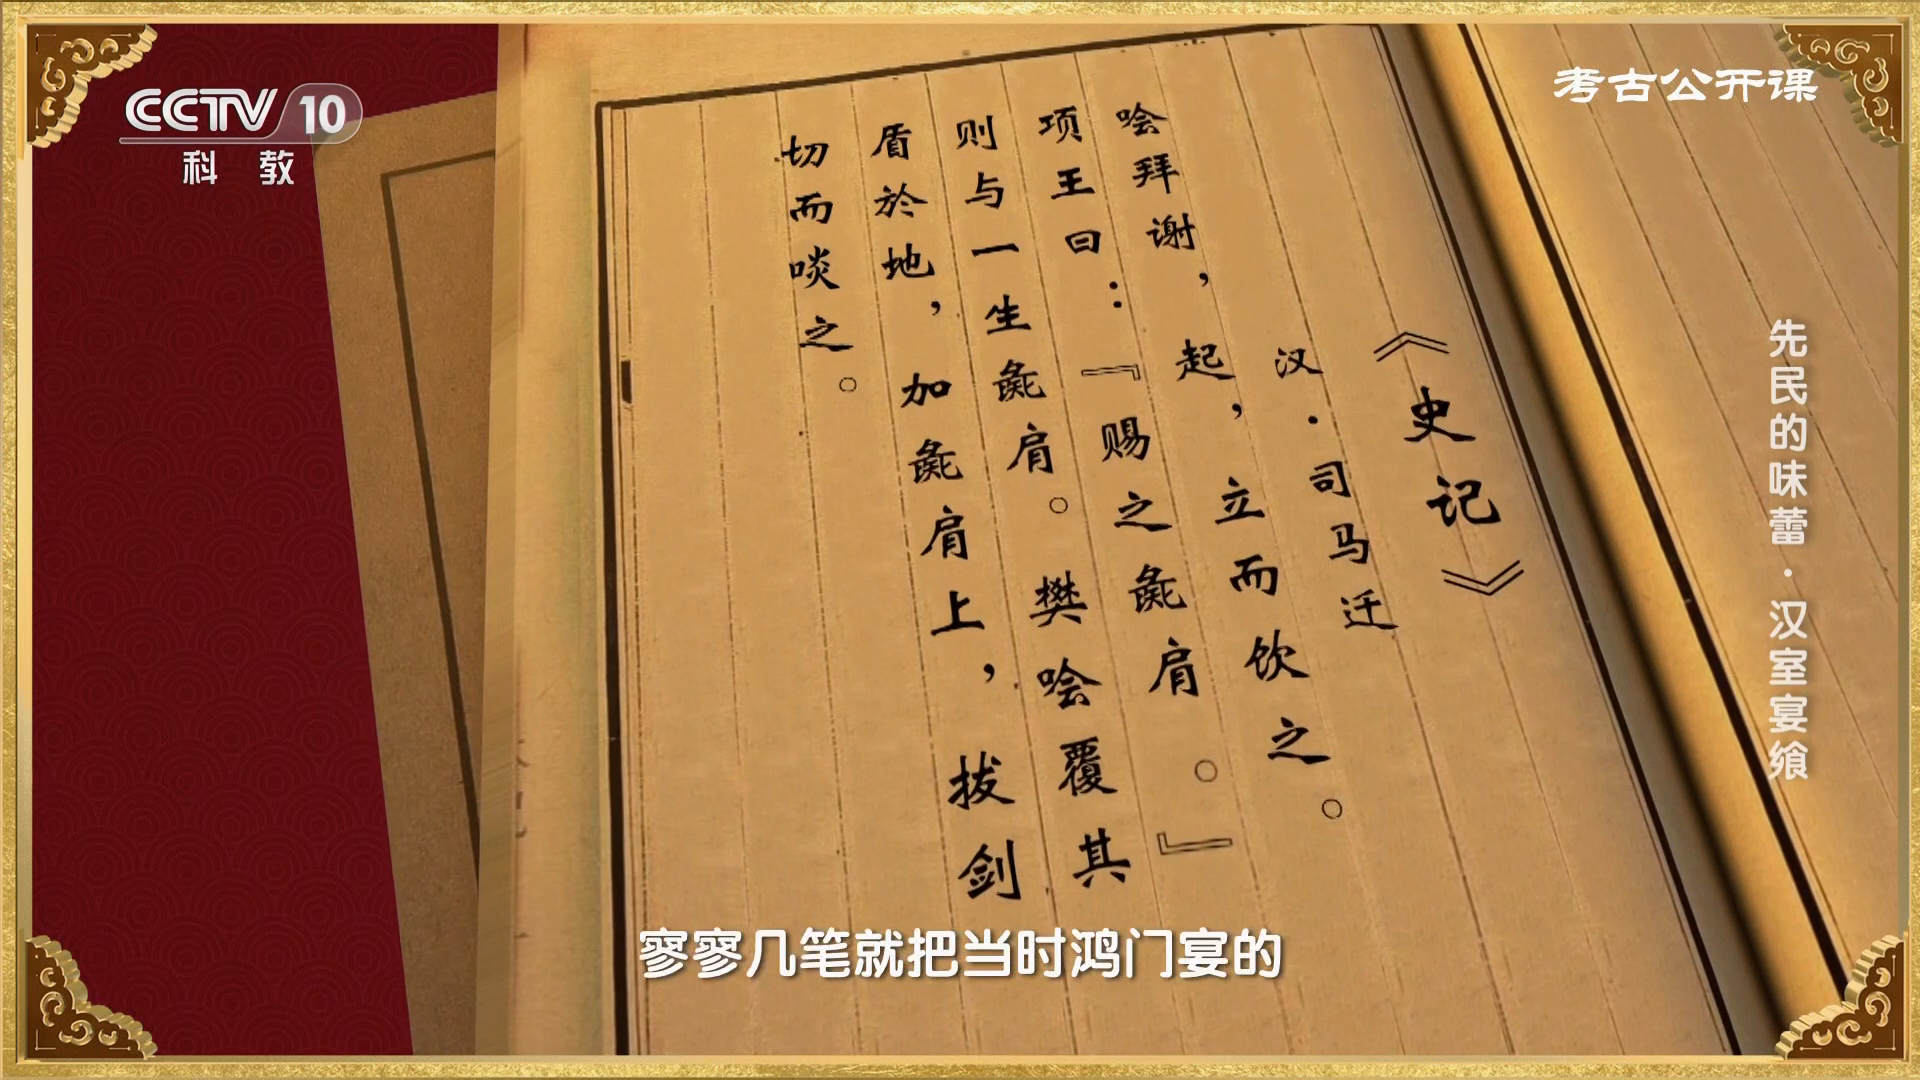 CCTV 10
科 教
考古公开课
《史记》
汉·司马迁
哙拜谢，起，立而饮之。
项王曰：『赐之彘肩。』
则与一生彘肩。樊哙覆其
盾於地，加彘肩上，拔剑
切而啖之。
先民的味蕾·汉室宴飨
寥寥几笔就把当时鸿门宴的